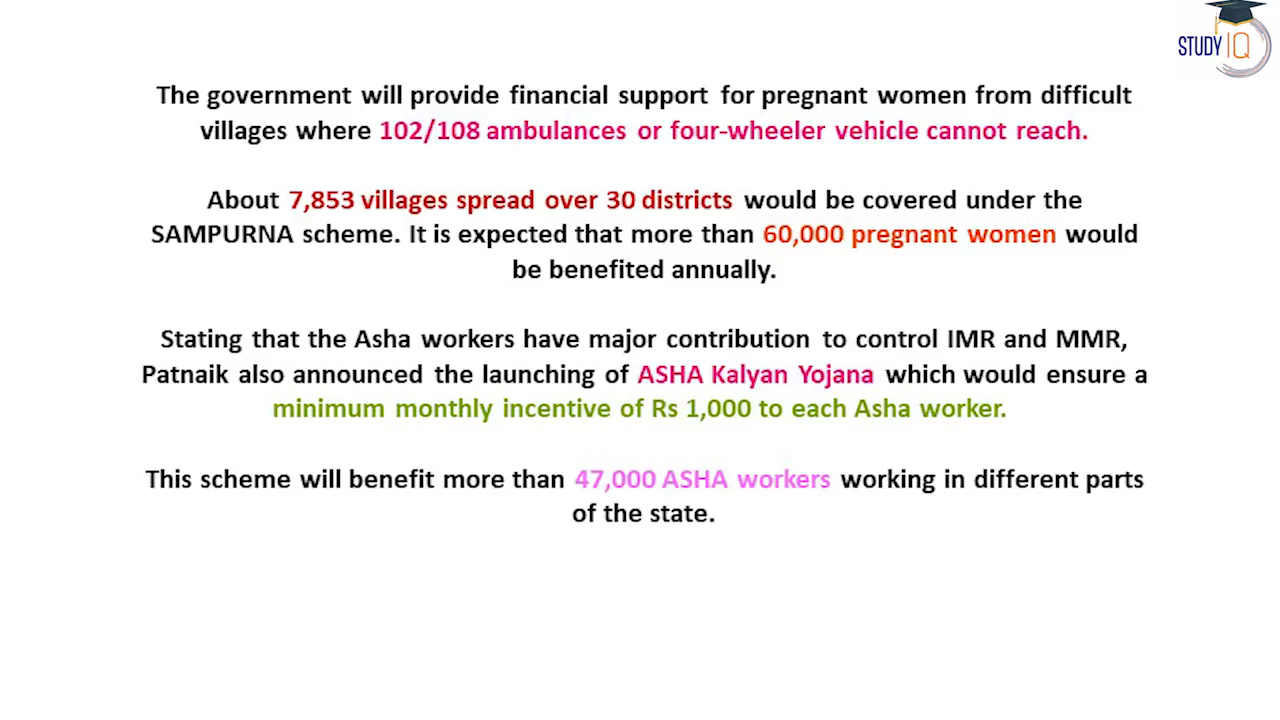 STUDY IQ
The government will provide financial support for pregnant women from difficult
villages where 102/108 ambulances or four-wheeler vehicle cannot reach.
About 7,853 villages spread over 30 districts would be covered under the
SAMPURNA scheme. It is expected that more than 60,000 pregnant women would
be benefited annually.
Stating that the Asha workers have major contribution to control IMR and MMR,
Patnaik also announced the launching of ASHA Kalyan Yojana which would ensure a
minimum monthly incentive of Rs 1,000 to each Asha worker.
This scheme will benefit more than 47,000 ASHA workers working in different parts
of the state.